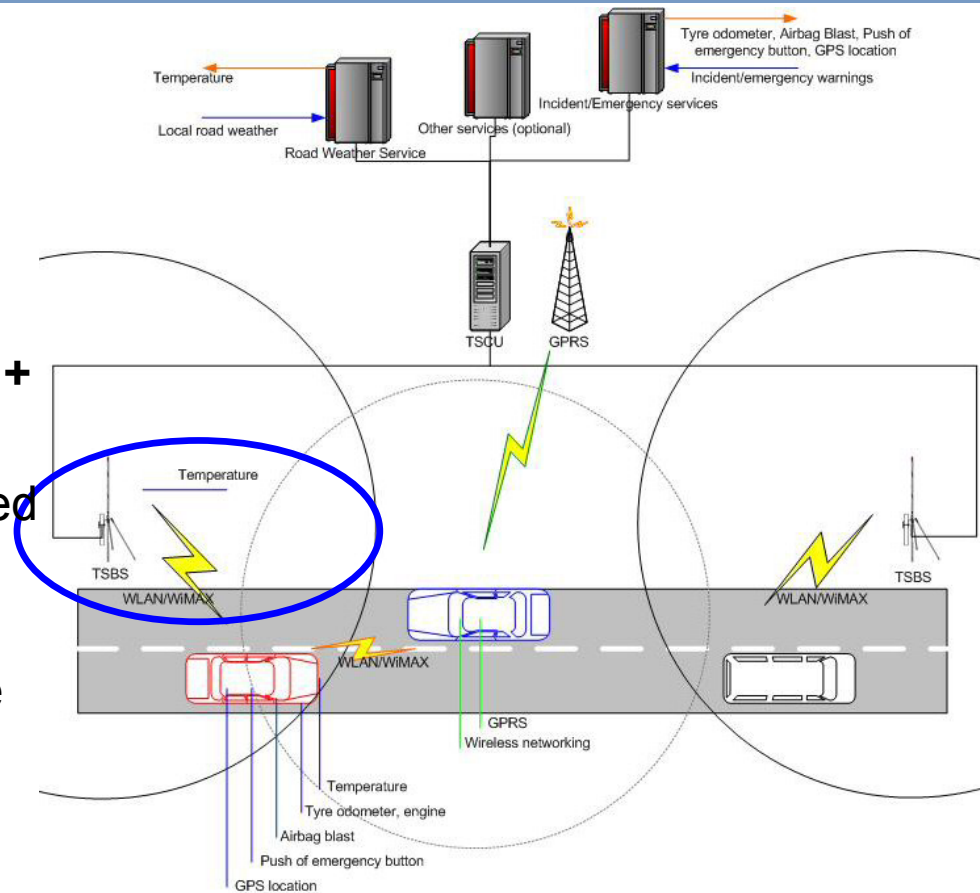 Tyre odometer, Airbag Blast, Push of
emergency button, GPS location
Temperature
Incident/emergency warnings
Incident/Emergency services
Local road weather
Other services (optional)
Road Weather Service
TSCU
GPRS
+
Temperature
ed
TSBS
TSBS
WLAN/WiMAX
WLAN/WiMAX
WLAN/WiMAX
e
GPRS
Wireless networking
Temperature
Tyre odometer, engine
Airbag blast
Push of emergency button
GPS location